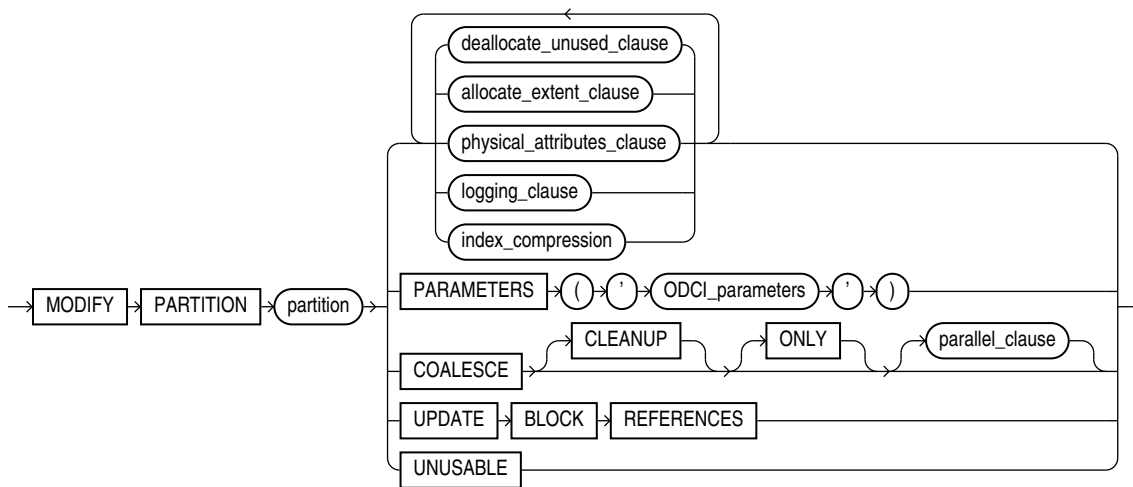 deallocate_unused_clause
allocate_extent_clause
physical_attributes_clause
logging_clause
index_compression
MODIFY PARTITION partition
PARAMETERS ( ' ODCI_parameters ' )
CLEANUP ONLY parallel_clause
COALESCE
UPDATE BLOCK REFERENCES
UNUSABLE